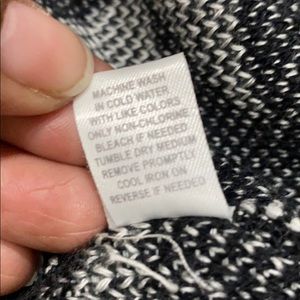 MACHINE WASH
IN COLD WATER
WITH LIKE COLORS
ONLY NON-CHLORINE
BLEACH IF NEEDED
TUMBLE DRY MEDIUM
REMOVE PROMPTLY
COOL IRON ON
REVERSE IF NEEDED